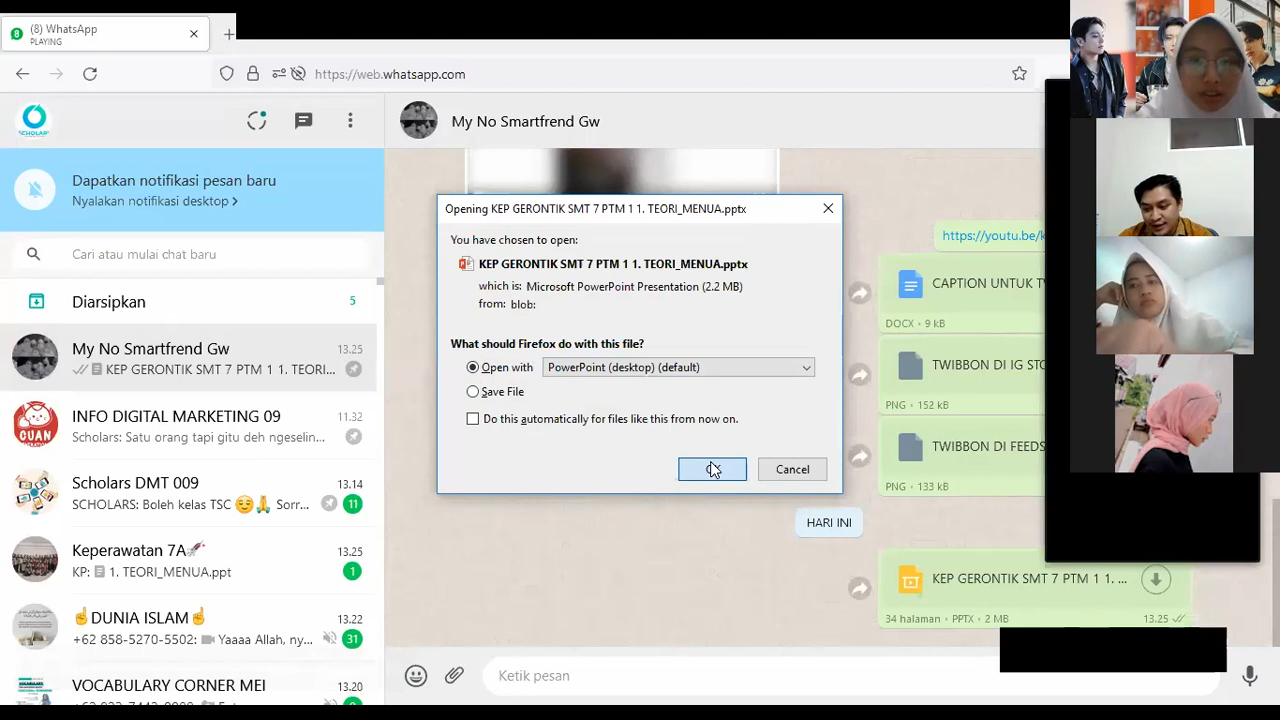 (8) WhatsApp
PLAYING
https://web.whatsapp.com
SCHOLARS
My No Smartfrend Gw
Dapatkan notifikasi pesan baru
Nyalakan notifikasi desktop >
Cari atau mulai chat baru
Diarsipkan
5
My No Smartfrend Gw
13.25
KEP GERONTIK SMT 7 PTM 1 1. TEORI...
INFO DIGITAL MARKETING 09
11.32
Scholars: Satu orang tapi gitu deh ngeselin...
CUAN
Scholars DMT 009
13.14
SCHOLARS: Boleh kelas TSC 😌🙏 Sorr...
11
Keperawatan 7A🚀
13.25
KP: 1. TEORI_MENUA.ppt
1
☝DUNIA ISLAM☝
13.22
+62 858-5270-5502: Yaaaa Allah, ny...
31
VOCABULARY CORNER MEI
13.20
Opening KEP GERONTIK SMT 7 PTM 1 1. TEORI_MENUA.pptx
You have chosen to open:
KEP GERONTIK SMT 7 PTM 1 1. TEORI_MENUA.pptx
which is: Microsoft PowerPoint Presentation (2.2 MB)
from: blob:
What should Firefox do with this file?
Open with
PowerPoint (desktop) (default)
Save File
Do this automatically for files like this from now on.
Cancel
https://youtu.be/
CAPTION UNTUK
DOCX • 9 kB
TWIBBON DI IG
PNG • 152 kB
TWIBBON DI FEEDS
PNG • 133 kB
HARI INI
KEP GERONTIK SMT 7 PTM 1 1. ...
34 halaman • PPTX • 2 MB
13.25
Ketik pesan